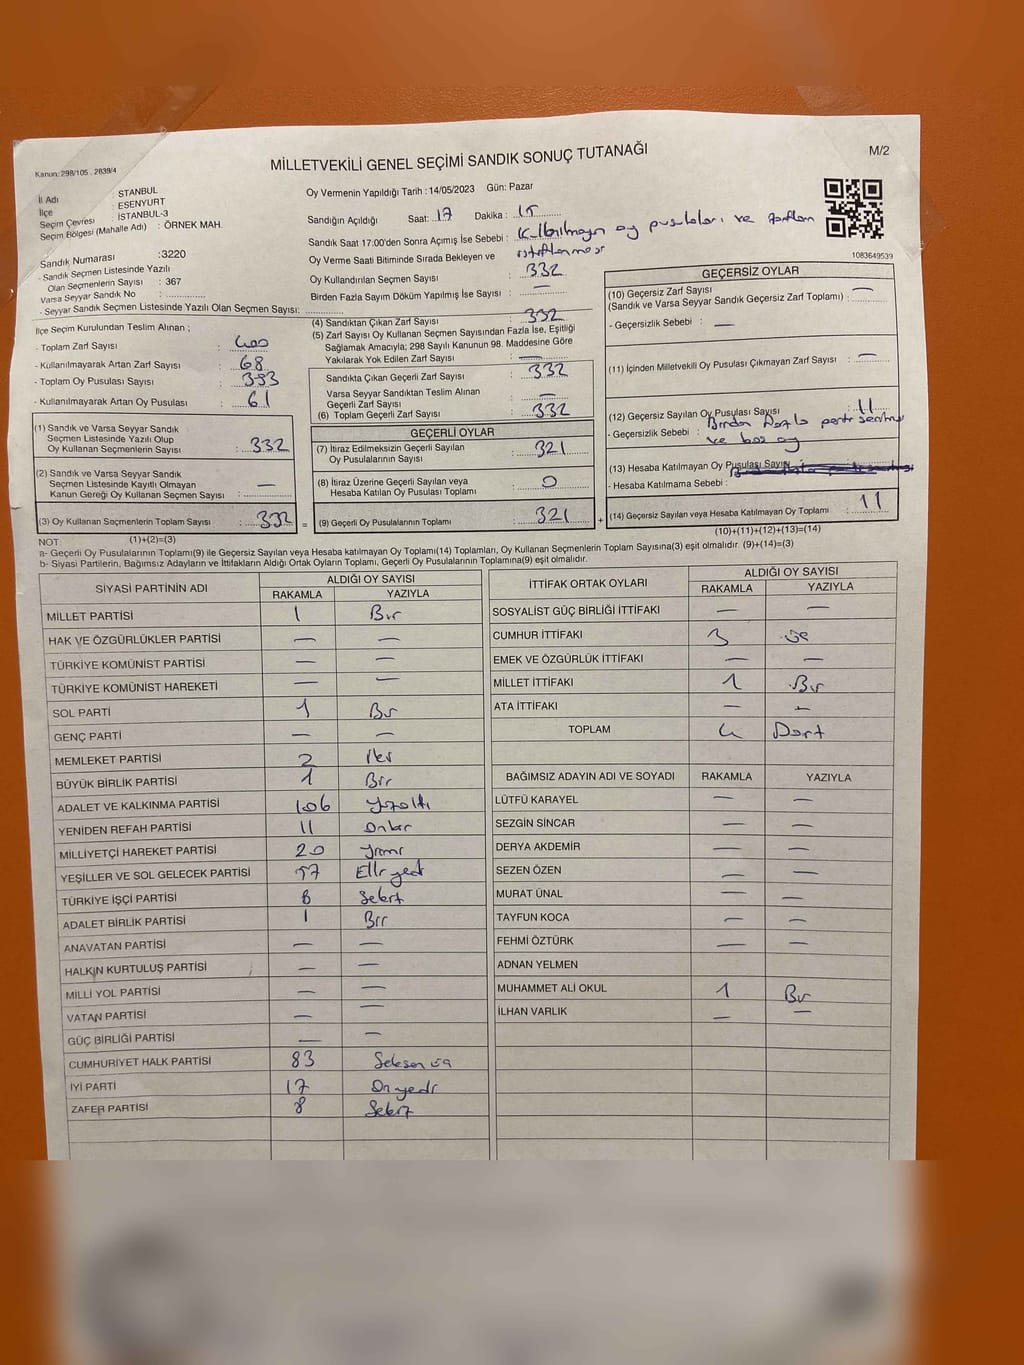 Kanun: 298/105 . 2839/4
MİLLETVEKİLİ GENEL SEÇİMİ SANDIK SONUÇ TUTANAĞI
M/2
İl Adı : İSTANBUL
İlçe : ESENYURT
Seçim Çevresi : İSTANBUL-3
Seçim Bölgesi (Mahalle Adı) : ÖRNEK MAH.
Sandık Numarası :3220
- Sandık Seçmen Listesinde Yazılı
Olan Seçmenlerin Sayısı : 367
Varsa Seyyar Sandık No :
- Seyyar Sandık Seçmen Listesinde Yazılı Olan Seçmen Sayısı:
Oy Vermenin Yapıldığı Tarih : 14/05/2023 Gün: Pazar
Sandığın Açıldığı Saat: 17 Dakika : 15
Sandık Saat 17:00'den Sonra Açımış İse Sebebi : Kullanılmayan oy pusulaları ve zarfların
istiflenmesi
Oy Verme Saati Bitiminde Sırada Bekleyen ve
Oy Kullandırılan Seçmen Sayısı : 332
Birden Fazla Sayım Döküm Yapılmış İse Sayısı : —
1083649539
İlçe Seçim Kurulundan Teslim Alınan ;
- Toplam Zarf Sayısı : 400
- Kullanılmayarak Artan Zarf Sayısı : 68
- Toplam Oy Pusulası Sayısı : 393
- Kullanılmayarak Artan Oy Pusulası : 61
(1) Sandık ve Varsa Seyyar Sandık
Seçmen Listesinde Yazılı Olup
Oy Kullanan Seçmenlerin Sayısı : 332
(2) Sandık ve Varsa Seyyar Sandık
Seçmen Listesinde Kayıtlı Olmayan
Kanun Gereği Oy Kullanan Seçmen Sayısı : —
(3) Oy Kullanan Seçmenlerin Toplam Sayısı : 332 =
(1)+(2)=(3)
(4) Sandıktan Çıkan Zarf Sayısı : 332
(5) Zarf Sayısı Oy Kullanan Seçmen Sayısından Fazla İse, Eşitliği
Sağlamak Amacıyla; 298 Sayılı Kanunun 98. Maddesine Göre
Yakılarak Yok Edilen Zarf Sayısı : —
Sandıkta Çıkan Geçerli Zarf Sayısı : 332
Varsa Seyyar Sandıktan Teslim Alınan
Geçerli Zarf Sayısı : —
(6) Toplam Geçerli Zarf Sayısı : 332
GEÇERLİ OYLAR
(7) İtiraz Edilmeksizin Geçerli Sayılan
Oy Pusulalarının Sayısı : 321
(8) İtiraz Üzerine Geçerli Sayılan veya
Hesaba Katılan Oy Pusulası Toplamı : 0
(9) Geçerli Oy Pusulalarının Toplamı : 321 +
GEÇERSİZ OYLAR
(10) Geçersiz Zarf Sayısı : —
(Sandık ve Varsa Seyyar Sandık Geçersiz Zarf Toplamı)
- Geçersizlik Sebebi : —
(11) İçinden Milletvekili Oy Pusulası Çıkmayan Zarf Sayısı : —
(12) Geçersiz Sayılan Oy Pusulası Sayısı : 11
- Geçersizlik Sebebi : Birden Fazla parti
ve boş oy
(13) Hesaba Katılmayan Oy Pusulası Sayısı
- Hesaba Katılmama Sebebi :
(14) Geçersiz Sayılan veya Hesaba Katılmayan Oy Toplamı : 11
(10)+(11)+(12)+(13)=(14)
NOT:
a- Geçerli Oy Pusulalarının Toplamı(9) ile Geçersiz Sayılan veya Hesaba katılmayan Oy Toplamı(14) Toplamları, Oy Kullanan Seçmenlerin Toplam Sayısına(3) eşit olmalıdır. (9)+(14)=(3)
b- Siyasi Partilerin, Bağımsız Adayların ve İttifakların Aldığı Ortak Oyların Toplamı, Geçerli Oy Pusulalarının Toplamına(9) eşit olmalıdır.
SİYASİ PARTİNİN ADI ALDIĞI OY SAYISI
RAKAMLA YAZIYLA
MİLLET PARTİSİ 1 Bir
HAK VE ÖZGÜRLÜKLER PARTİSİ — —
TÜRKİYE KOMÜNİST PARTİSİ — —
TÜRKİYE KOMÜNİST HAREKETİ — —
SOL PARTİ 1 Bir
GENÇ PARTİ — —
MEMLEKET PARTİSİ 2 İki
BÜYÜK BİRLİK PARTİSİ 1 Bir
ADALET VE KALKINMA PARTİSİ 106 Yüzaltı
YENİDEN REFAH PARTİSİ 11 Onbir
MİLLİYETÇİ HAREKET PARTİSİ 20 Yirmi
YEŞİLLER VE SOL GELECEK PARTİSİ 57 Elli yedi
TÜRKİYE İŞÇİ PARTİSİ 8 Sekiz
ADALET BİRLİK PARTİSİ 1 Bir
ANAVATAN PARTİSİ — —
HALKIN KURTULUŞ PARTİSİ — —
MİLLİ YOL PARTİSİ — —
VATAN PARTİSİ — —
GÜÇ BİRLİĞİ PARTİSİ — —
CUMHURİYET HALK PARTİSİ 83 Seksen üç
İYİ PARTİ 17 Onyedi
ZAFER PARTİSİ 8 Sekiz
İTTİFAK ORTAK OYLARI ALDIĞI OY SAYISI
RAKAMLA YAZIYLA
SOSYALİST GÜÇ BİRLİĞİ İTTİFAKI — —
CUMHUR İTTİFAKI 3 üç
EMEK VE ÖZGÜRLÜK İTTİFAKI — —
MİLLET İTTİFAKI 1 Bir
ATA İTTİFAKI — —
TOPLAM 4 Dört
BAĞIMSIZ ADAYIN ADI VE SOYADI RAKAMLA YAZIYLA
LÜTFÜ KARAYEL — —
SEZGİN SİNCAR — —
DERYA AKDEMİR — —
SEZEN ÖZEN — —
MURAT ÜNAL — —
TAYFUN KOCA — —
FEHMİ ÖZTÜRK — —
ADNAN YELMEN
MUHAMMET ALİ OKUL 1 Bir
İLHAN VARLIK — —